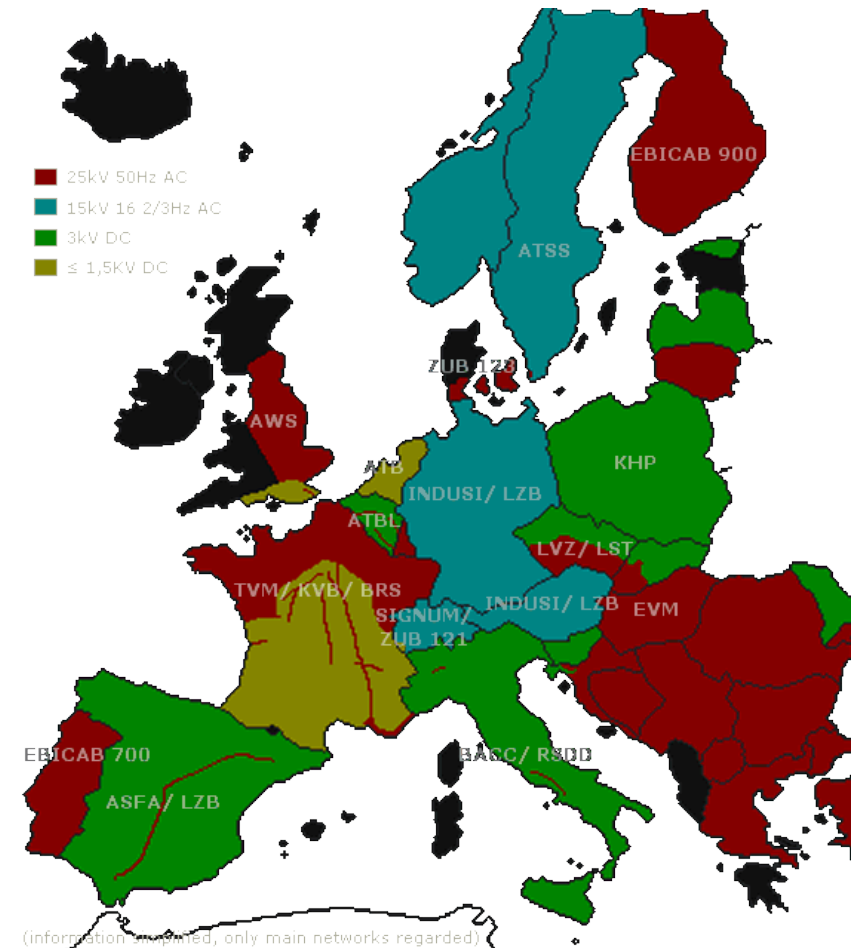 EBICAB 900
25kV 50Hz AC
15kV 16 2/3Hz AC
3kV DC
≤ 1,5KV DC
ATSS
ZUB 123
AWS
KHP
ATB
INDUSI/ LZB
ATBL
LVZ/ LST
TVM/ KVB/ BRS
INDUSI/ LZB
EVM
SIGNUM/
ZUB 121
EBICAB 700
BACC/ RSDD
ASFA/ LZB
(information simplified, only main networks regarded)